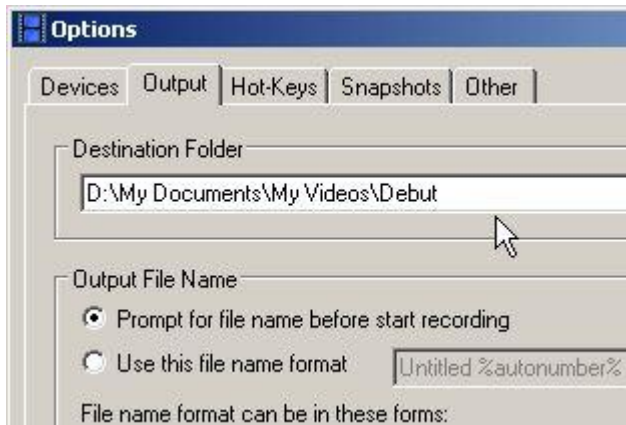 Options
Devices Output Hot-Keys Snapshots Other
Destination Folder
D:\My Documents\My Videos\Debut
Output File Name
Prompt for file name before start recording
Use this file name format Untitled %autonumber%
File name format can be in these forms: